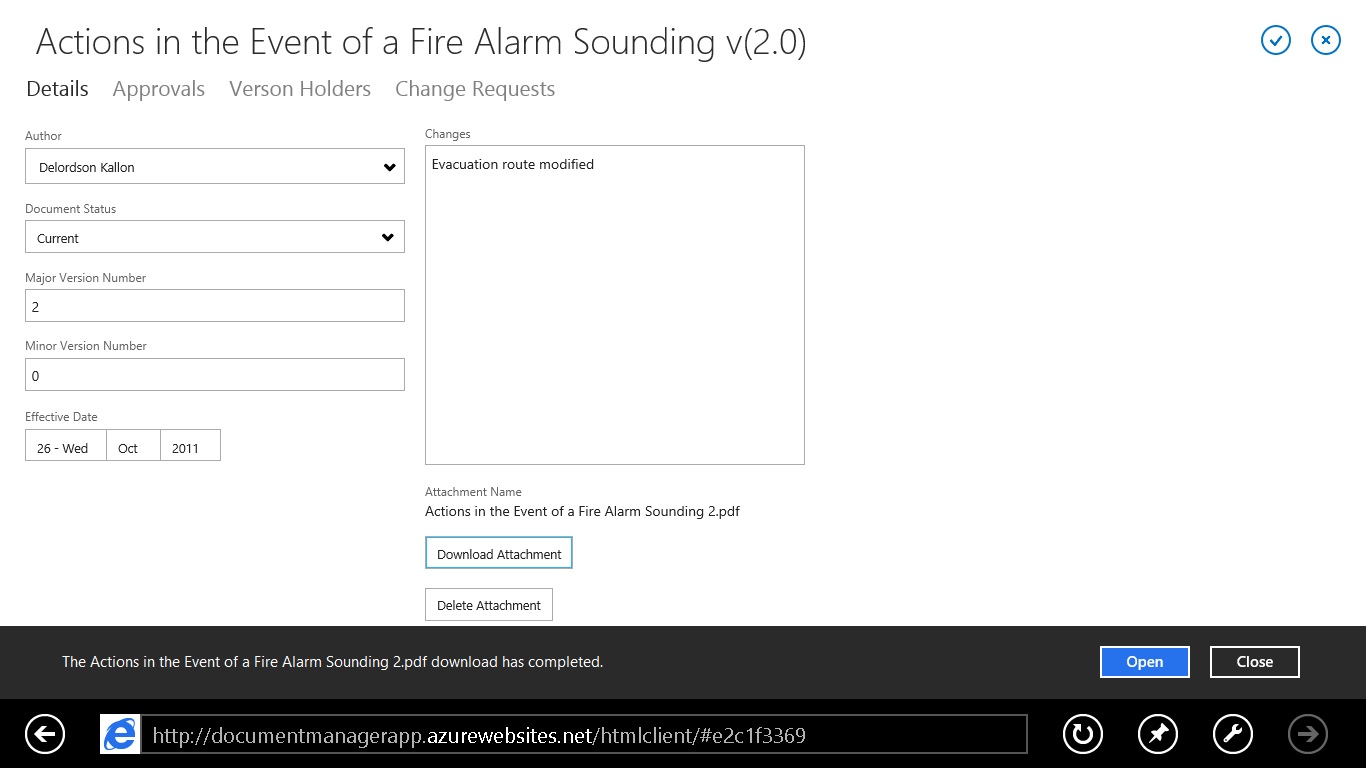 Actions in the Event of a Fire Alarm Sounding v(2.0)
Details Approvals Verson Holders Change Requests
Author
Delordson Kallon
Document Status
Current
Major Version Number
2
Minor Version Number
0
Effective Date
26 - Wed Oct 2011
Changes
Evacuation route modified
Attachment Name
Actions in the Event of a Fire Alarm Sounding 2.pdf
Download Attachment
Delete Attachment
The Actions in the Event of a Fire Alarm Sounding 2.pdf download has completed.
Open Close
http://documentmanagerapp.azurewebsites.net/htmlclient/#e2c1f3369